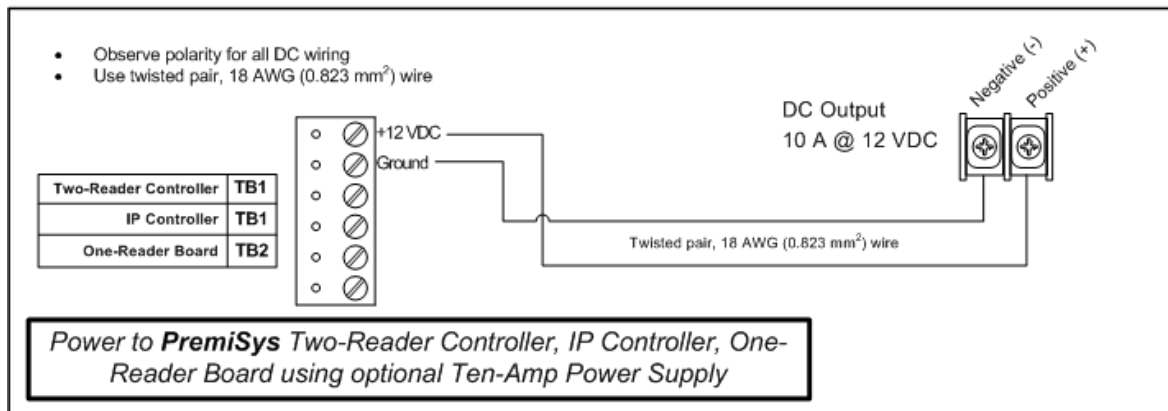 • Observe polarity for all DC wiring
• Use twisted pair, 18 AWG (0.823 mm²) wire
Negative (-)
Positive (+)
DC Output
10 A @ 12 VDC
+12 VDC
Ground
Two-Reader Controller TB1
IP Controller TB1
One-Reader Board TB2
Twisted pair, 18 AWG (0.823 mm²) wire
Power to PremiSys Two-Reader Controller, IP Controller, One-
Reader Board using optional Ten-Amp Power Supply